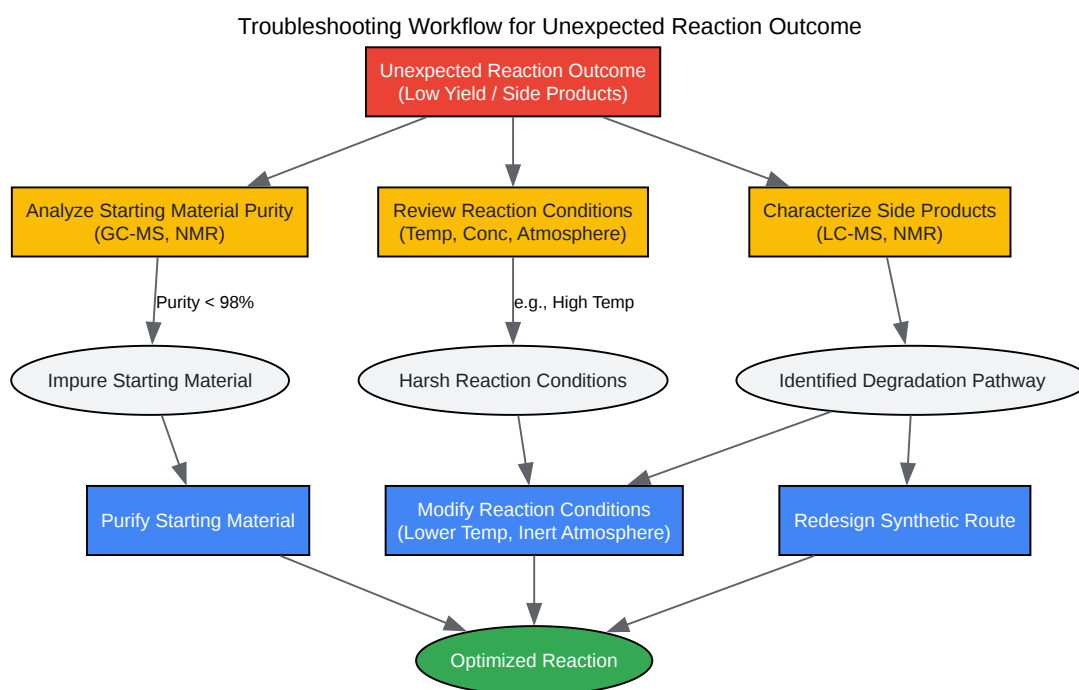 Troubleshooting Workflow for Unexpected Reaction Outcome
Unexpected Reaction Outcome
(Low Yield / Side Products)
Analyze Starting Material Purity
(GC-MS, NMR)
Review Reaction Conditions
(Temp, Conc, Atmosphere)
Characterize Side Products
(LC-MS, NMR)
Purity < 98%
e.g., High Temp
Impure Starting Material
Harsh Reaction Conditions
Identified Degradation Pathway
Purify Starting Material
Modify Reaction Conditions
(Lower Temp, Inert Atmosphere)
Redesign Synthetic Route
Optimized Reaction